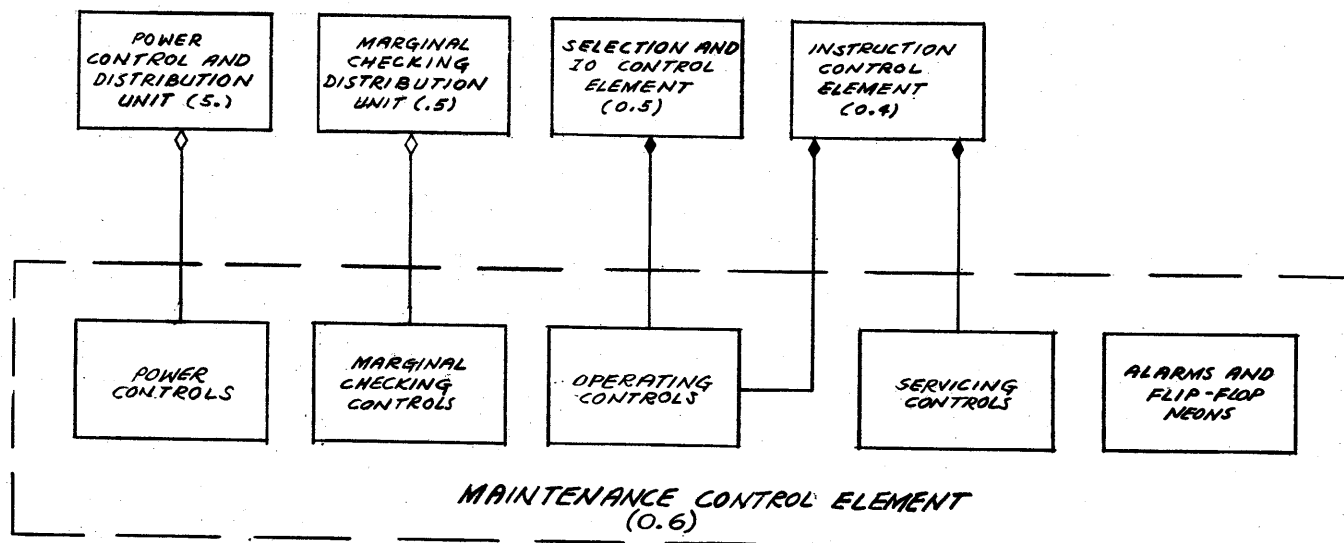 POWER
CONTROL AND
DISTRIBUTION
UNIT (5.)
MARGINAL
CHECKING
DISTRIBUTION
UNIT (.5)
SELECTION AND
IO CONTROL
ELEMENT
(0.5)
INSTRUCTION
CONTROL
ELEMENT
(0.4)
POWER
CONTROLS
MARGINAL
CHECKING
CONTROLS
OPERATING
CONTROLS
SERVICING
CONTROLS
ALARMS AND
FLIP-FLOP
NEONS
MAINTENANCE CONTROL ELEMENT
(0.6)